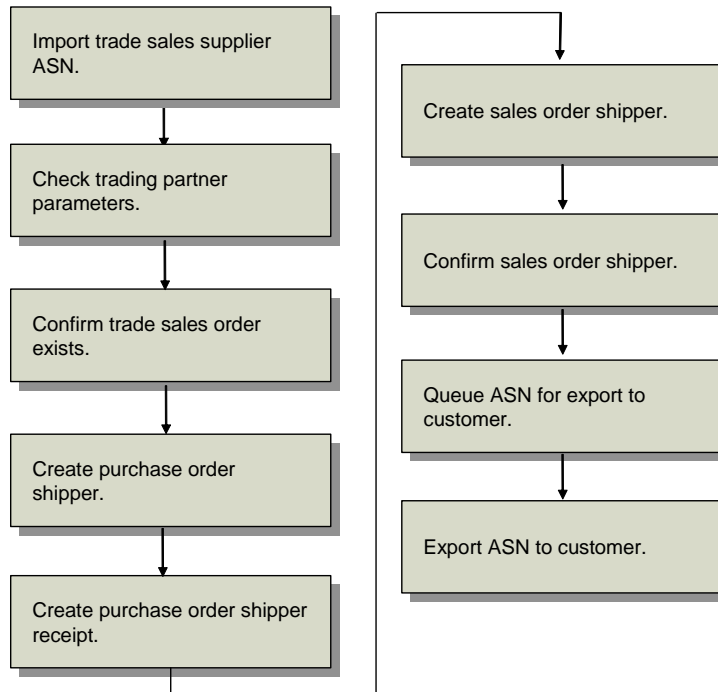 Import trade sales supplier
ASN.
Check trading partner
parameters.
Confirm trade sales order
exists.
Create purchase order
shipper.
Create purchase order shipper
receipt.
Create sales order shipper.
Confirm sales order shipper.
Queue ASN for export to
customer.
Export ASN to customer.